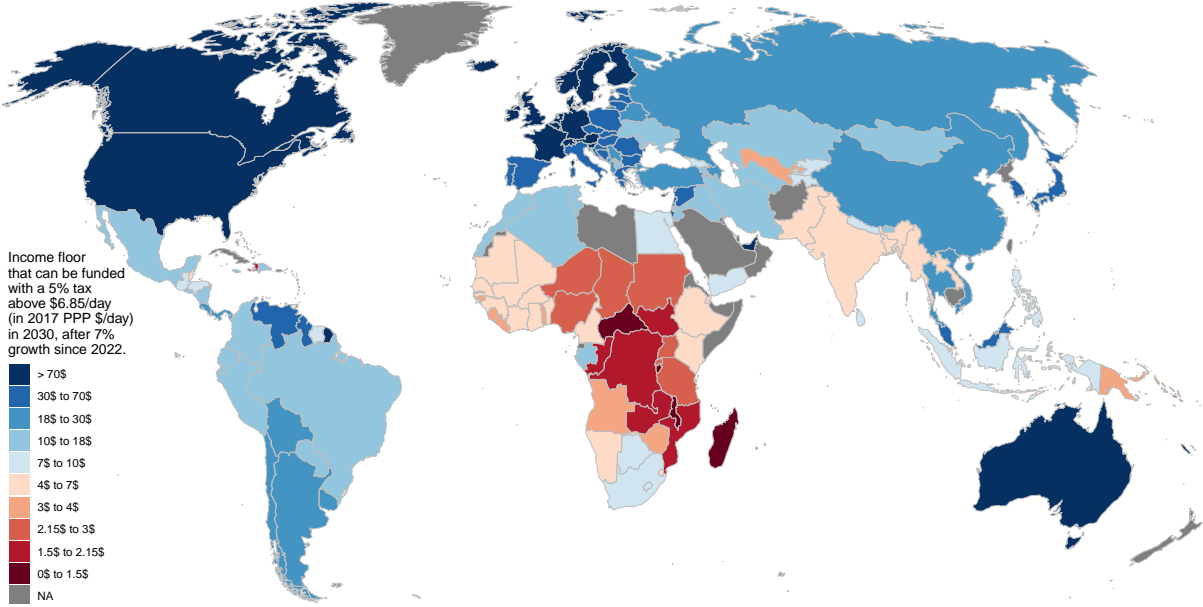 Income floor
that can be funded
with a 5% tax
above $6.85/day
(in 2017 PPP $/day)
in 2030, after 7%
growth since 2022.
> 70$
30$ to 70$
18$ to 30$
10$ to 18$
7$ to 10$
4$ to 7$
3$ to 4$
2.15$ to 3$
1.5$ to 2.15$
0$ to 1.5$
NA